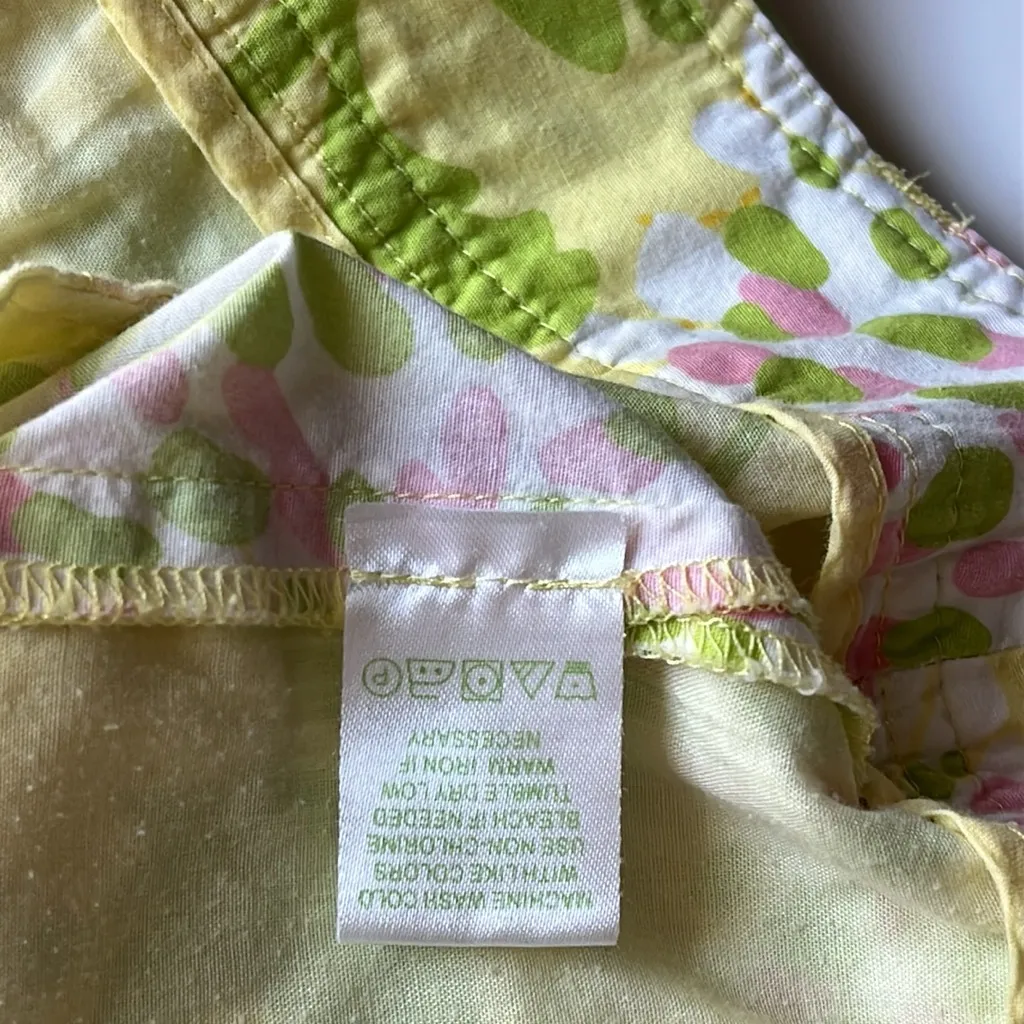 MACHINE WASH COLD
WITH LIKE COLORS
USE NON-CHLORINE
BLEACH IF NEEDED
TUMBLE DRY LOW
WARM IRON IF
NECESSARY
P